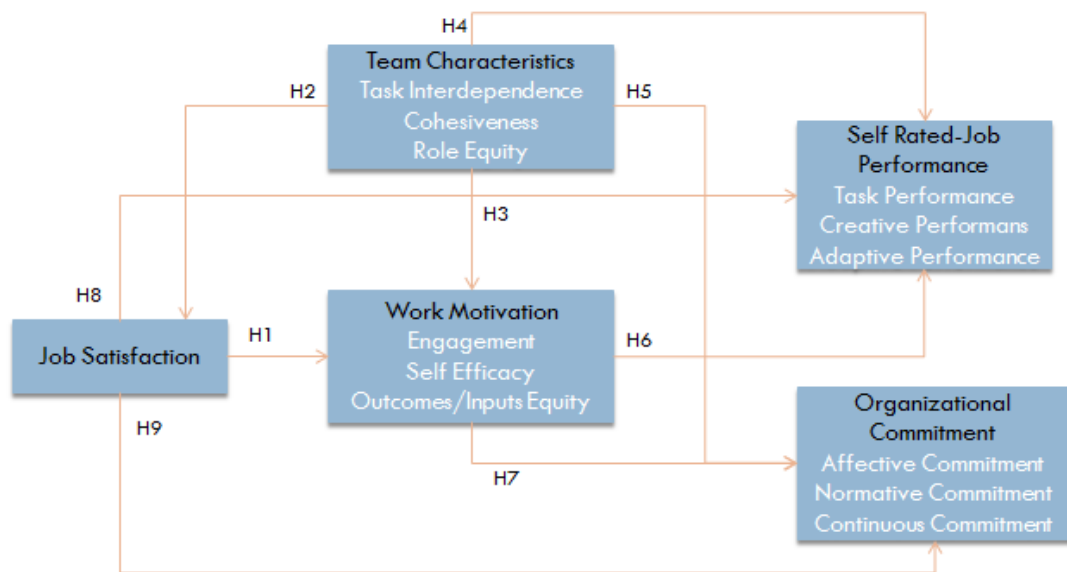 H4
Team Characteristics
Task Interdependence
Cohesiveness
Role Equity
H2
H5
Self Rated-Job
Performance
Task Performance
Creative Performans
Adaptive Performance
H3
H8
Job Satisfaction
H1
Work Motivation
Engagement
Self Efficacy
Outcomes/Inputs Equity
H6
H9
H7
Organizational
Commitment
Affective Commitment
Normative Commitment
Continuous Commitment